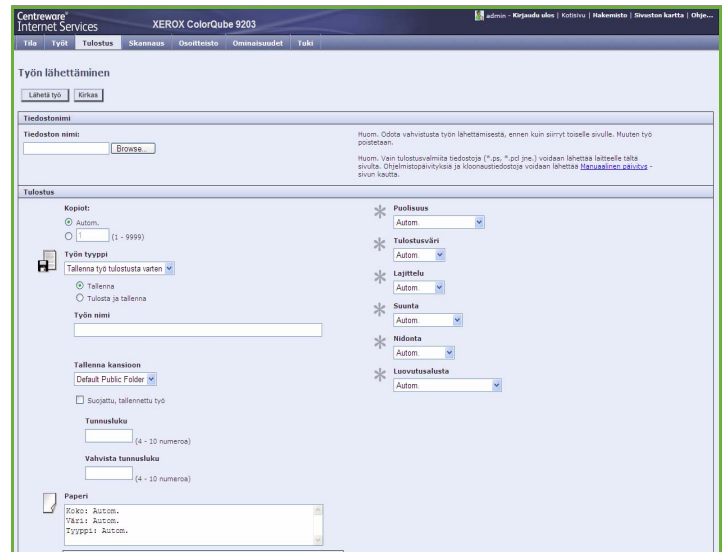 Centreware®
Internet Services
XEROX ColorQube 9203
admin - Kirjaudu ulos | Kotisivu | Hakemisto | Sivuston kartta | Ohje...
Tila Työt Tulostus Skannaus Osoitteisto Ominaisuudet Tuki
Työn lähettäminen
Lähetä työ Kirkas
Tiedostonimi
Tiedoston nimi:
Browse...
Huom. Odota vahvistusta työn lähettämisestä, ennen kuin siirryt toiselle sivulle. Muuten työ
poistetaan.
Huom. Vain tulostusvalmiita tiedostoja (*.ps, *.pcl jne.) voidaan lähettää laitteelle tältä
sivulta. Ohjelmistopäivityksiä ja kloonaustiedostoja voidaan lähettää Manuaalinen päivitys -
sivun kautta.
Tulostus
Kopiot:
Autom.
1 (1 - 9999)
Työn tyyppi
Tallenna työ tulostusta varten
Tallenna
Tulosta ja tallenna
Työn nimi
Tallenna kansioon
Default Public Folder
Suojattu, tallennettu työ
Tunnusluku
(4 - 10 numeroa)
Vahvista tunnusluku
(4 - 10 numeroa)
Paperi
Koko: Autom.
Väri: Autom.
Tyyppi: Autom.
Puolisuus
Autom.
Tulostusväri
Autom.
Lajittelu
Autom.
Suunta
Autom.
Nidonta
Autom.
Luovutusalusta
Autom.